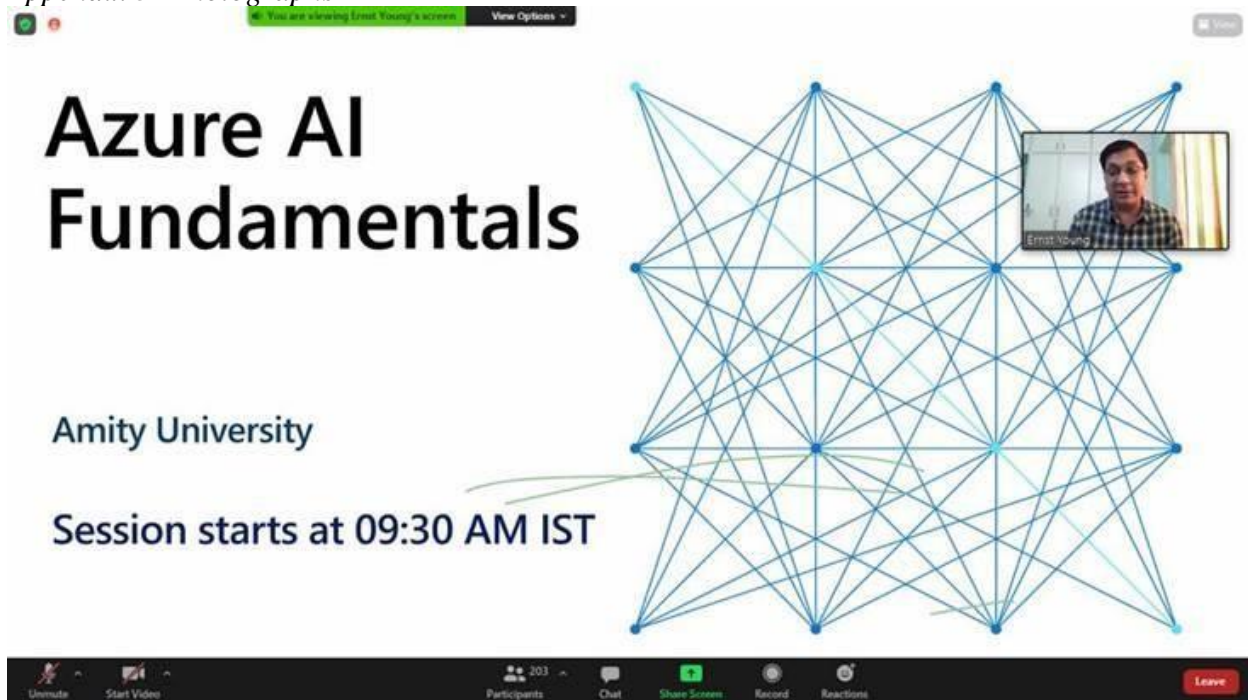 You are viewing Ernst Young's screen
View Options
View
Azure AI
Fundamentals
Ernst Young
Amity University
Session starts at 09:30 AM IST
Unmute
Start Video
203
Participants
Chat
Share Screen
Record
Reactions
Leave